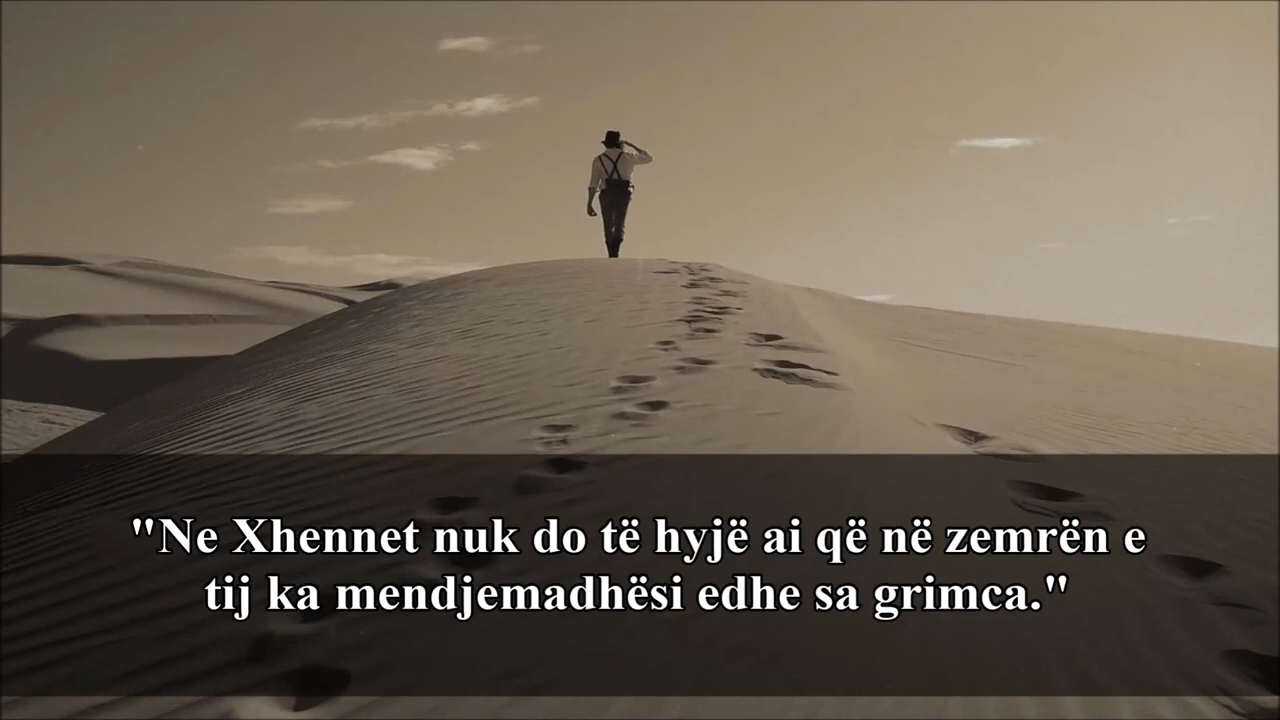 "Ne Xhennet nuk do të hyjë ai që në zemrën e
tij ka mendjemadhësi edhe sa grimca."